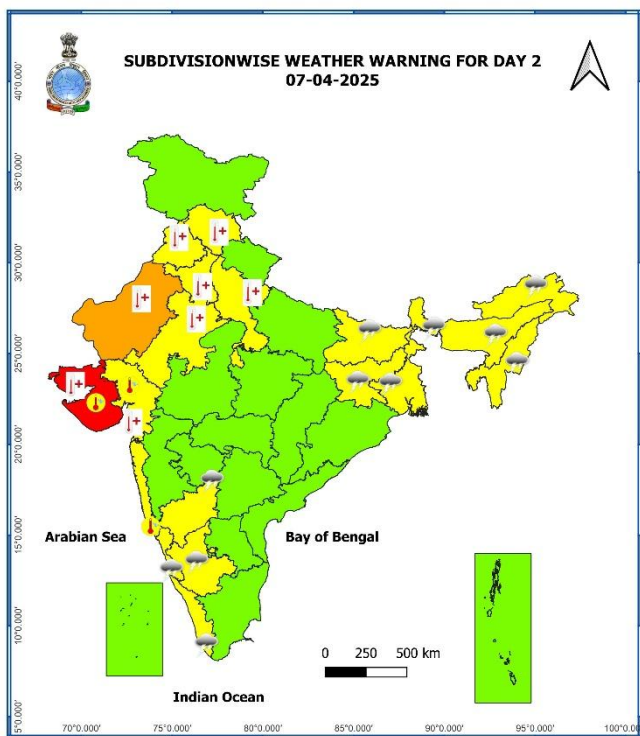 SUBDIVISIONWISE WEATHER WARNING FOR DAY 2
07-04-2025
40°0.000'
35°0.000'
30°0.000'
25°0.000'
20°0.000'
15°0.000'
10°0.000'
5°0.000'
Arabian Sea
Bay of Bengal
0 250 500 km
Indian Ocean
70°0.000' 75°0.000' 80°0.000' 85°0.000' 90°0.000' 95°0.000' 100°0.00